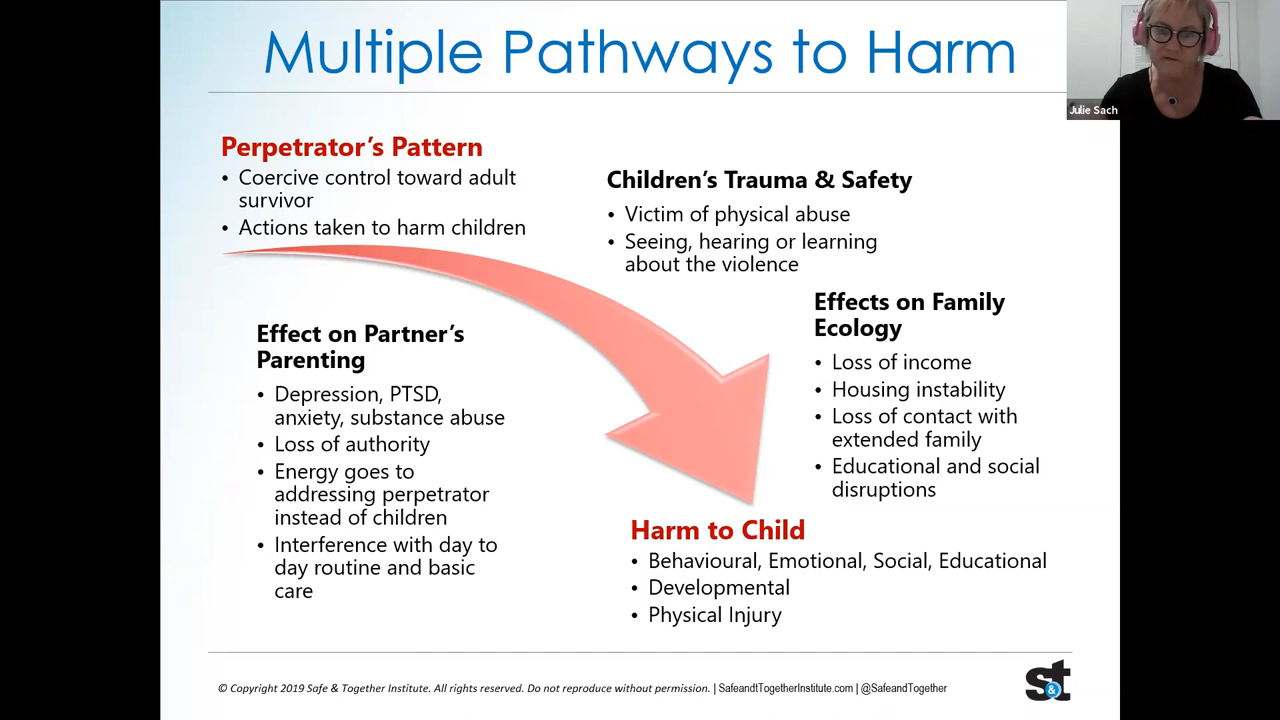 Multiple Pathways to Harm
Julie Sach
Perpetrator's Pattern
• Coercive control toward adult
survivor
• Actions taken to harm children
Children's Trauma & Safety
• Victim of physical abuse
• Seeing, hearing or learning
about the violence
Effect on Partner's
Parenting
• Depression, PTSD,
anxiety, substance abuse
• Loss of authority
• Energy goes to
addressing perpetrator
instead of children
• Interference with day to
day routine and basic
care
Effects on Family
Ecology
• Loss of income
• Housing instability
• Loss of contact with
extended family
• Educational and social
disruptions
Harm to Child
• Behavioural, Emotional, Social, Educational
• Developmental
• Physical Injury
© Copyright 2019 Safe & Together Institute. All rights reserved. Do not reproduce without permission. | SafeandtTogetherInstitute.com | @SafeandTogether
s&t